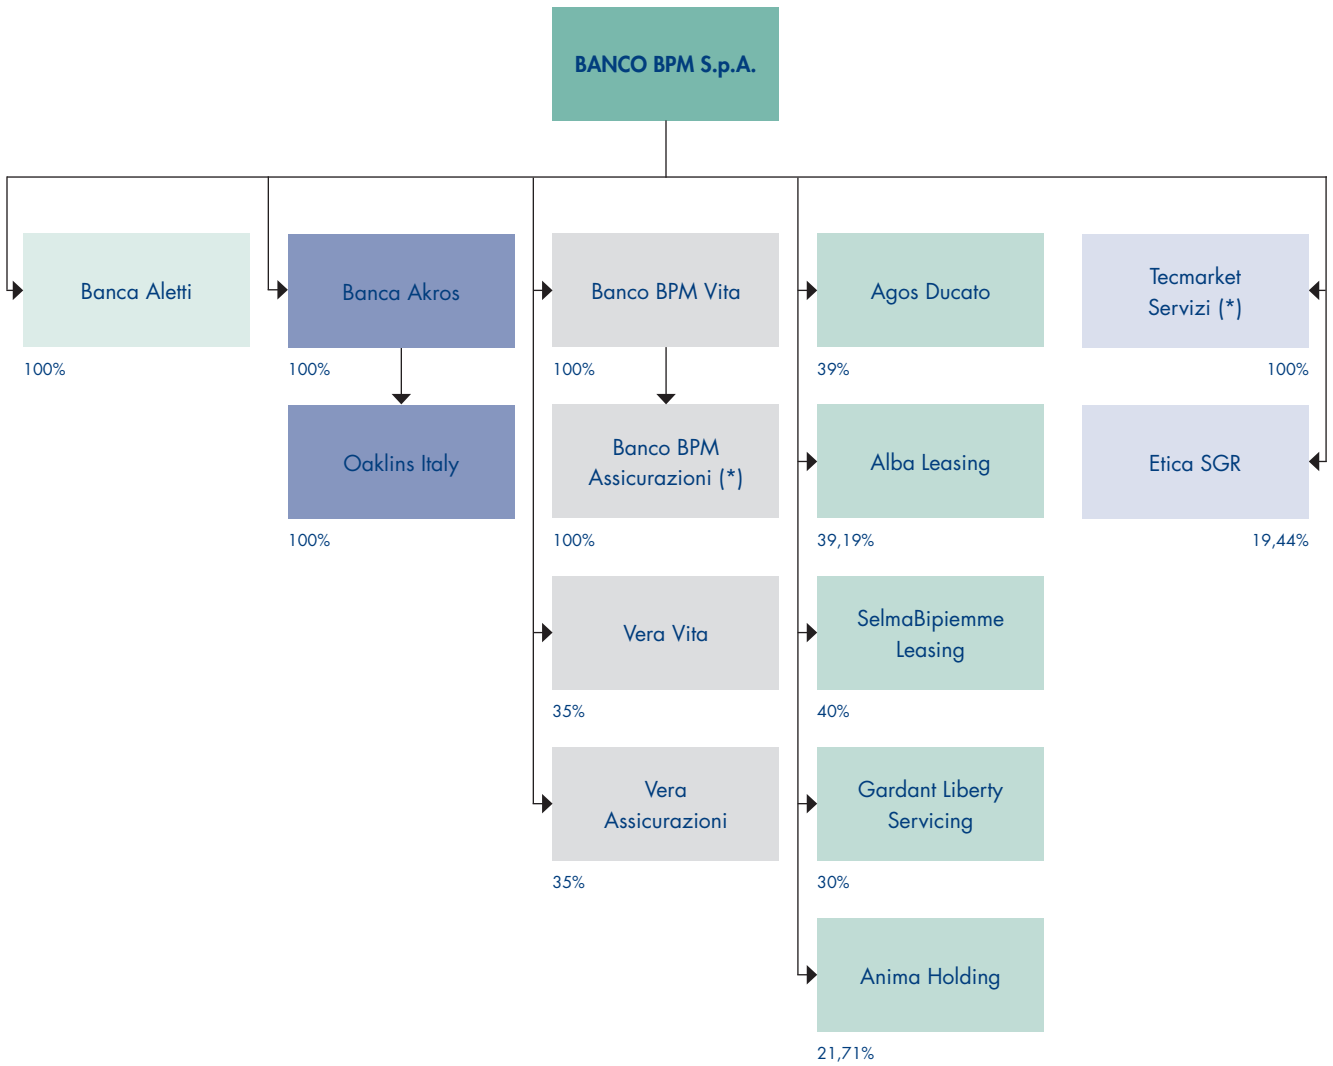 BANCO BPM S.p.A.
Banca Aletti
100%
Banca Akros
100%
Oaklins Italy
100%
Banco BPM Vita
100%
Banco BPM
Assicurazioni (*)
100%
Vera Vita
35%
Vera
Assicurazioni
35%
Agos Ducato
39%
Alba Leasing
39,19%
SelmaBipiemme
Leasing
40%
Gardant Liberty
Servicing
30%
Anima Holding
21,71%
Tecmarket
Servizi (*)
100%
Etica SGR
19,44%